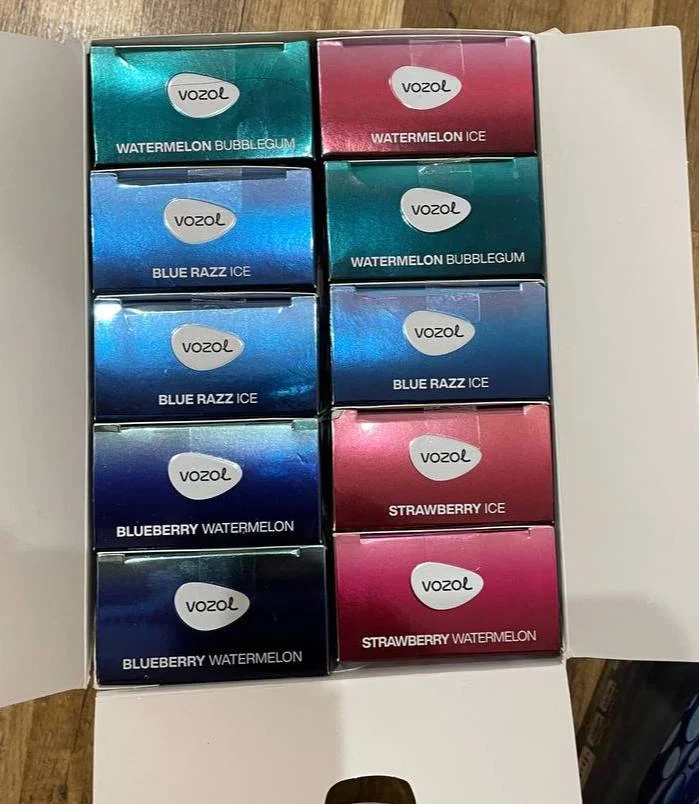 VOZOL
WATERMELON BUBBLEGUM
VOZOL
WATERMELON ICE
VOZOL
BLUE RAZZ ICE
VOZOL
WATERMELON BUBBLEGUM
VOZOL
BLUE RAZZ ICE
VOZOL
BLUE RAZZ ICE
VOZOL
BLUEBERRY WATERMELON
VOZOL
STRAWBERRY ICE
VOZOL
BLUEBERRY WATERMELON
VOZOL
STRAWBERRY WATERMELON